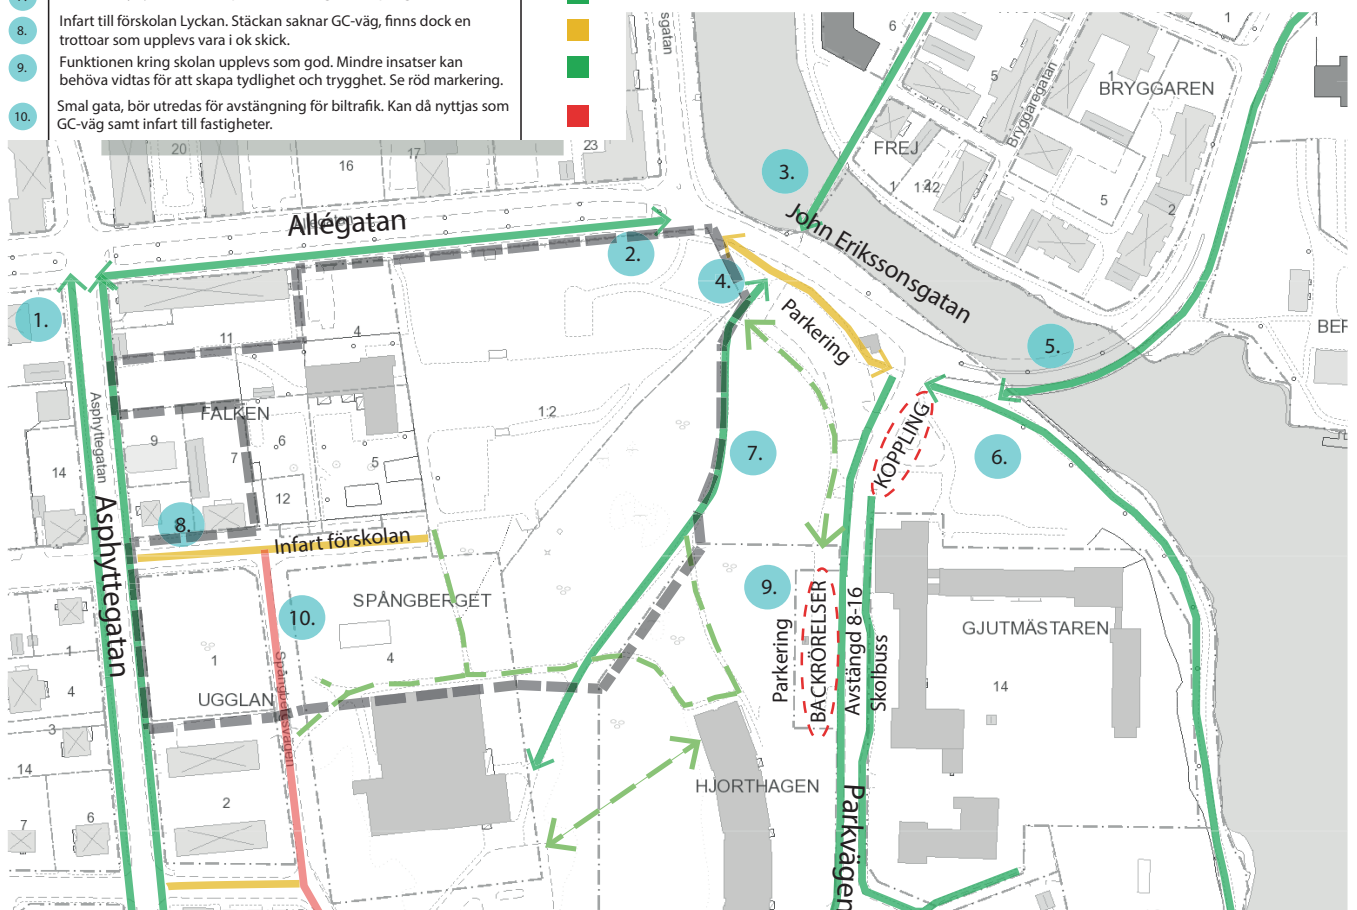 8.
Infart till förskolan Lyckan. Stäckan saknar GC-väg, finns dock en
trottoar som upplevs vara i ok skick.
9.
Funktionen kring skolan upplevs som god. Mindre insatser kan
behöva vidtas för att skapa tydlighet och trygghet. Se röd markering.
10.
Smal gata, bör utredas för avstängning för biltrafik. Kan då nyttjas som
GC-väg samt infart till fastigheter.
sgatan
6
1
5
1
BRYGGAREN
Bryggaregatan
FREJ
20
16
17
23
3.
1
1:42
5
2
Allégatan
John Erikssonsgatan
2.
4.
1.
Parkering
5.
BER
11
4
Asphyttegatan
FALKEN
1:2
KOPPLING
9
6
7
5
14
12
7.
6.
8.
Asphyttegatan
Infart förskolan
SPÅNGBERGET
10.
9.
Parkering
BACKRÖRELSER
Avstängd 8-16
Skolbuss
GJUTMÄSTAREN
1
1
4
4
14
UGGLAN
Spångbergsvägen
3
14
2
HJORTHAGEN
7
6
Parkvägen